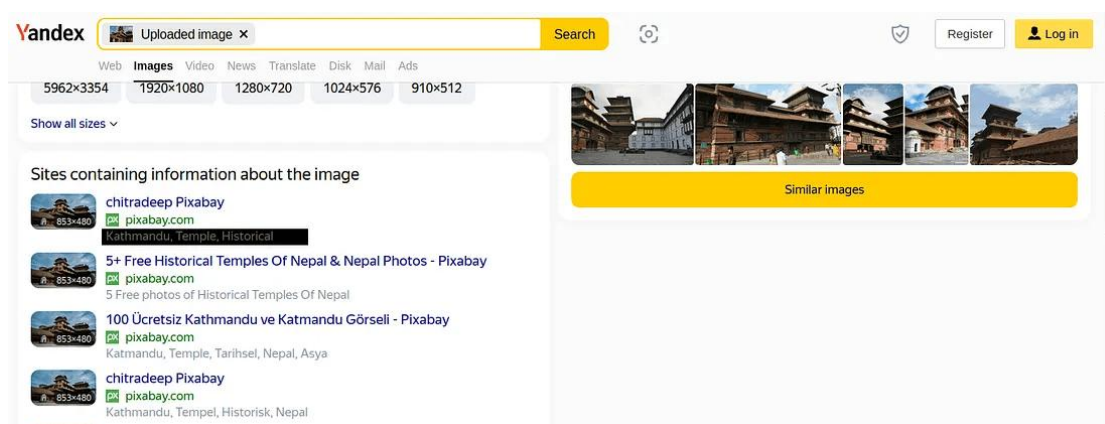 Yandex
Uploaded image ×
Search
Register
Log in
Web Images Video News Translate Disk Mail Ads
5962×3354 1920×1080 1280×720 1024×576 910×512
Show all sizes
Similar images
Sites containing information about the image
853×480
chitradeep Pixabay
px pixabay.com
Kathmandu, Temple, Historical
853×480
5+ Free Historical Temples Of Nepal & Nepal Photos - Pixabay
px pixabay.com
5 Free photos of Historical Temples Of Nepal
853×480
100 Ücretsiz Kathmandu ve Katmandu Görseli - Pixabay
px pixabay.com
Katmandu, Temple, Tarihsel, Nepal, Asya
853×480
chitradeep Pixabay
px pixabay.com
Kathmandu, Tempel, Historisk, Nepal